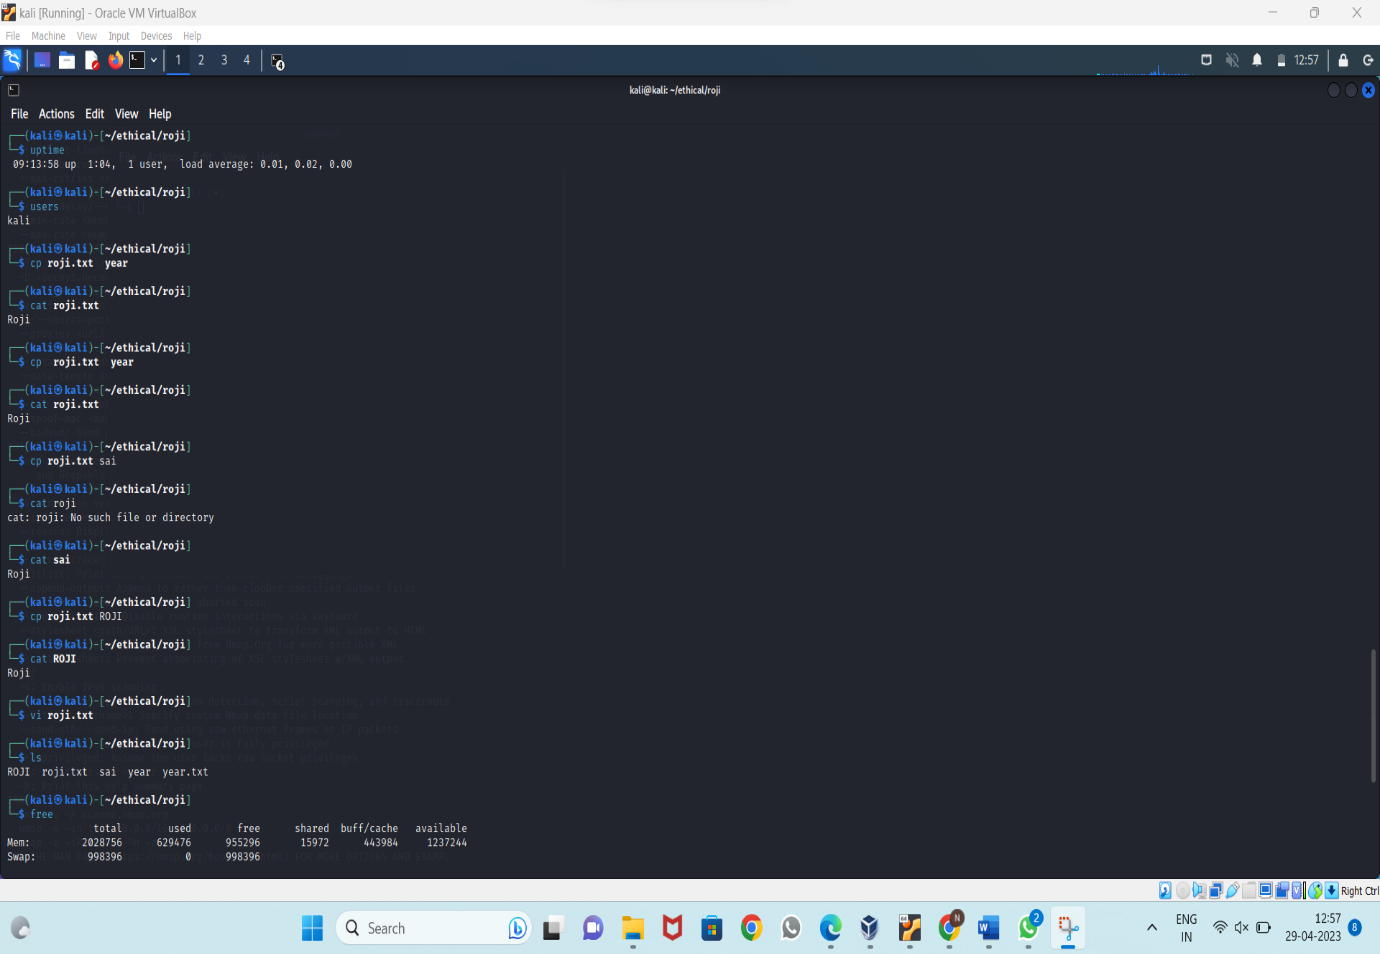 kali [Running] - Oracle VM VirtualBox
File Machine View Input Devices Help
1 2 3 4 4 12:57
kali@kali: ~/ethical/roji
File Actions Edit View Help
┌──(kali㉿kali)-[~/ethical/roji]
└─$ uptime
09:13:58 up 1:04, 1 user, load average: 0.01, 0.02, 0.00
┌──(kali㉿kali)-[~/ethical/roji]
└─$ users
kali
┌──(kali㉿kali)-[~/ethical/roji]
└─$ cp roji.txt year
┌──(kali㉿kali)-[~/ethical/roji]
└─$ cat roji.txt
Roji
┌──(kali㉿kali)-[~/ethical/roji]
└─$ cp roji.txt year
┌──(kali㉿kali)-[~/ethical/roji]
└─$ cat roji.txt
Roji
┌──(kali㉿kali)-[~/ethical/roji]
└─$ cp roji.txt sai
┌──(kali㉿kali)-[~/ethical/roji]
└─$ cat roji
cat: roji: No such file or directory
┌──(kali㉿kali)-[~/ethical/roji]
└─$ cat sai
Roji
┌──(kali㉿kali)-[~/ethical/roji]
└─$ cp roji.txt ROJI
┌──(kali㉿kali)-[~/ethical/roji]
└─$ cat ROJI
Roji
┌──(kali㉿kali)-[~/ethical/roji]
└─$ vi roji.txt
┌──(kali㉿kali)-[~/ethical/roji]
└─$ ls
ROJI roji.txt sai year year.txt
┌──(kali㉿kali)-[~/ethical/roji]
└─$ free
total used free shared buff/cache available
Mem: 2028756 629476 955296 15972 443984 1237244
Swap: 998396 0 998396
Right Ctrl
Search
N
2
ENG
IN
12:57
29-04-2023
8